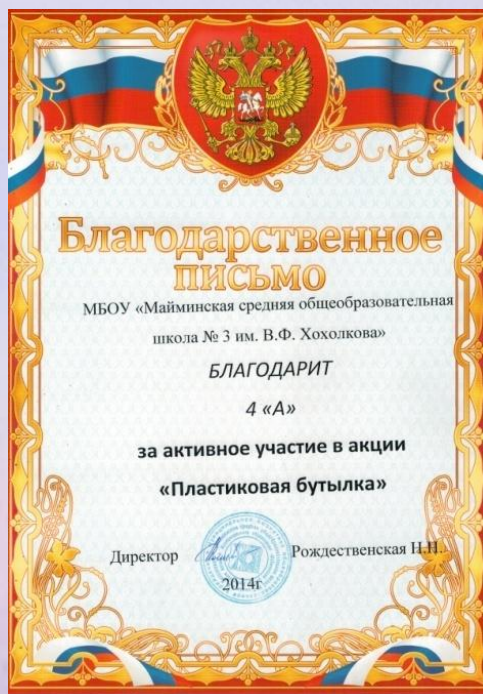 Благодарственное
письмо
МБОУ «Майминская средняя общеобразовательная
школа № 3 им. В.Ф. Хохолкова»
БЛАГОДАРИТ
4 «А»
за активное участие в акции
«Пластиковая бутылка»
Директор Рождественская Н.П.
2014г